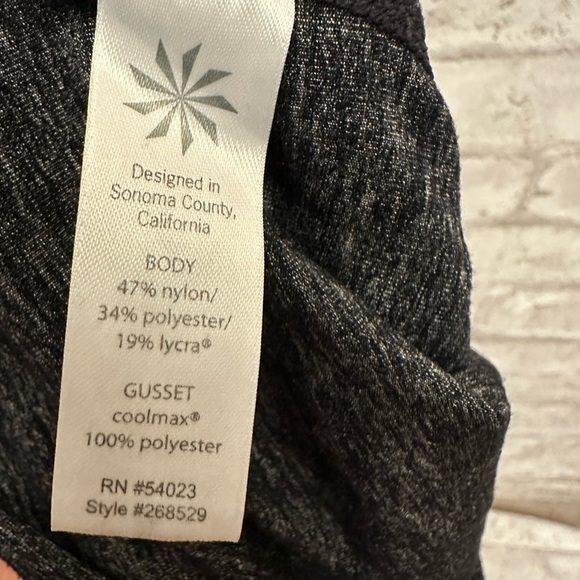 Designed in
Sonoma County,
California
BODY
47% nylon/
34% polyester/
19% lycra®
GUSSET
coolmax®
100% polyester
RN #54023
Style #268529